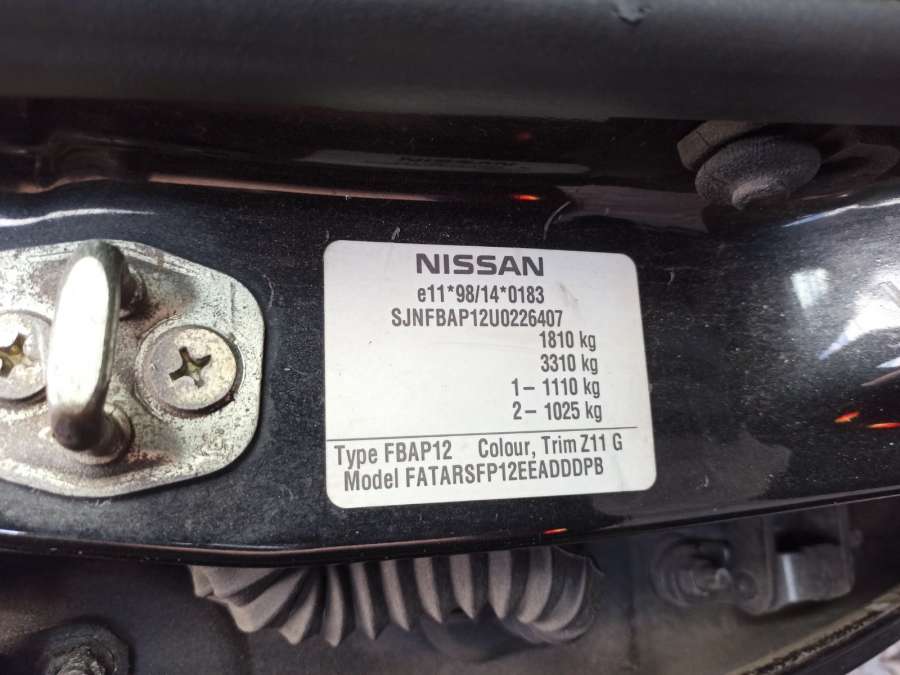 NISSAN
e11*98/14*0183
SJNFBAP12U0226407
1810 kg
3310 kg
1– 1110 kg
2– 1025 kg
Type FBAP12 Colour, Trim Z11 G
Model FATARSFP12EEADDDPB